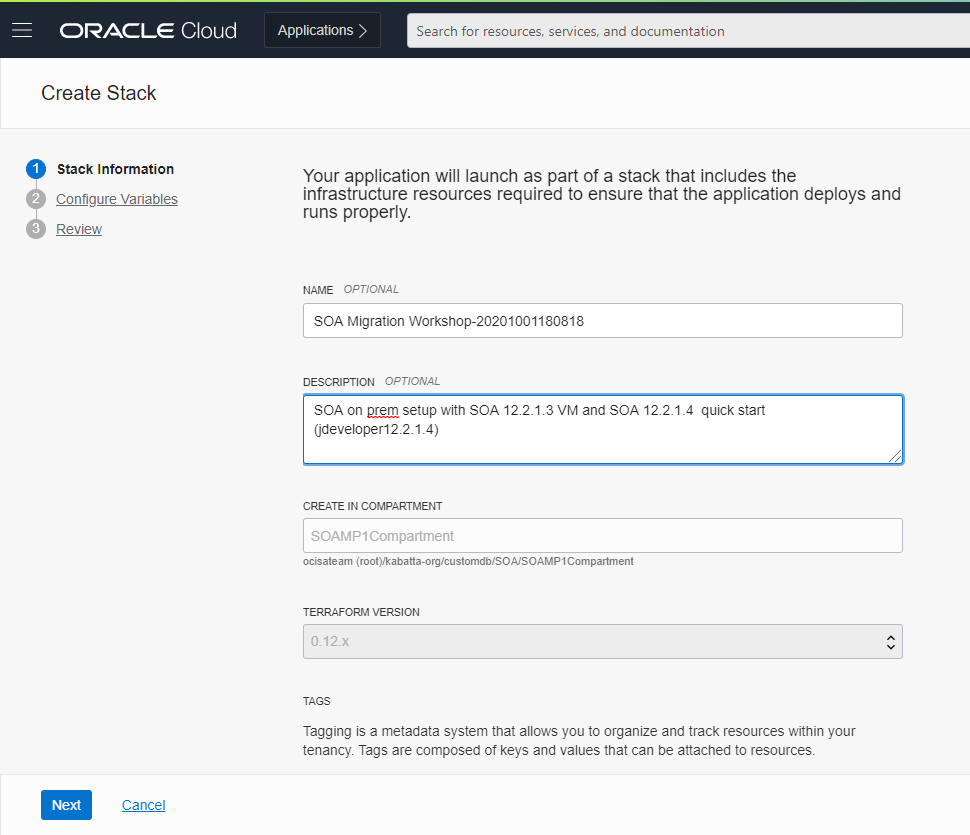 ORACLE Cloud
Applications
Search for resources, services, and documentation
Create Stack
1 Stack Information
2 Configure Variables
3 Review
Your application will launch as part of a stack that includes the
infrastructure resources required to ensure that the application deploys and
runs properly.
NAME OPTIONAL
SOA Migration Workshop-20201001180818
DESCRIPTION OPTIONAL
SOA on prem setup with SOA 12.2.1.3 VM and SOA 12.2.1.4  quick start
(jdeveloper12.2.1.4)
CREATE IN COMPARTMENT
SOAMP1Compartment
ocisateam (root)/kabatta-org/customdb/SOA/SOAMP1Compartment
TERRAFORM VERSION
0.12.x
TAGS
Tagging is a metadata system that allows you to organize and track resources within your
tenancy. Tags are composed of keys and values that can be attached to resources.
Next
Cancel